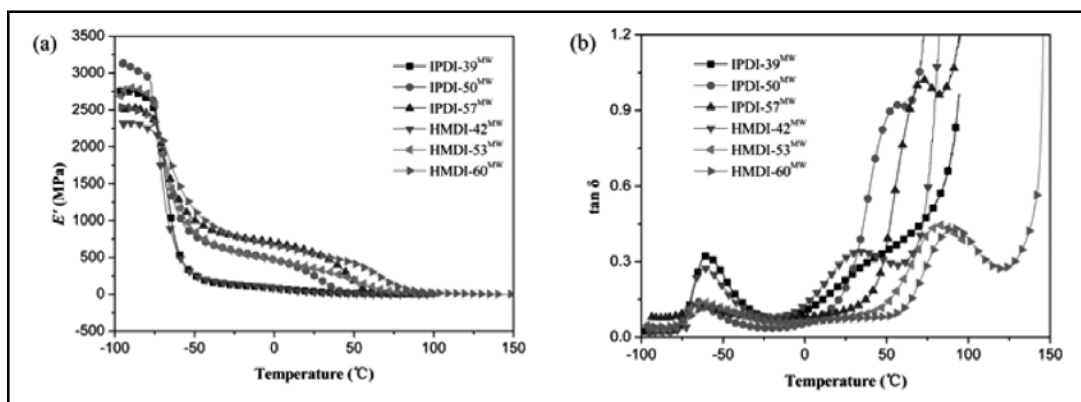 (a)
3500
3000
2500
2000
1500
1000
500
0
-500
E' (MPa)
-100 -50 0 50 100 150
Temperature (℃)
IPDI-39MW
IPDI-50MW
IPDI-57MW
HMDI-42MW
HMDI-53MW
HMDI-60MW
(b)
1.2
0.9
0.6
0.3
0.0
tan δ
-100 -50 0 50 100 150
Temperature (℃)
IPDI-39MW
IPDI-50MW
IPDI-57MW
HMDI-42MW
HMDI-53MW
HMDI-60MW